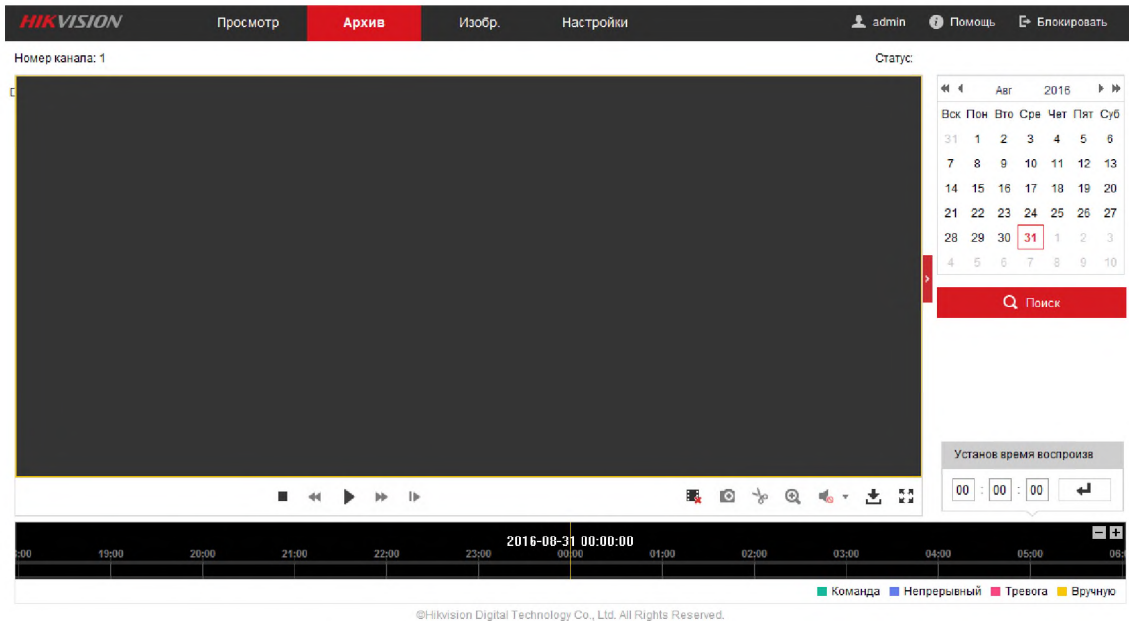 HIKVISION Просмотр Архив Изобр. Настройки admin Помощь Блокировать
Номер канала: 1 Статус:
Авг 2016
Вск Пон Вто Сре Чет Пят Суб
31 1 2 3 4 5 6
7 8 9 10 11 12 13
14 15 16 17 18 19 20
21 22 23 24 25 26 27
28 29 30 31 1 2 3
4 5 6 7 8 9 10
Поиск
Установ время воспроизв
00 : 00 : 00
2016-08-31 00:00:00
:00 19:00 20:00 21:00 22:00 23:00 00:00 01:00 02:00 03:00 04:00 05:00 06:
Команда Непрерывный Тревога Вручную
©Hikvision Digital Technology Co., Ltd. All Rights Reserved.